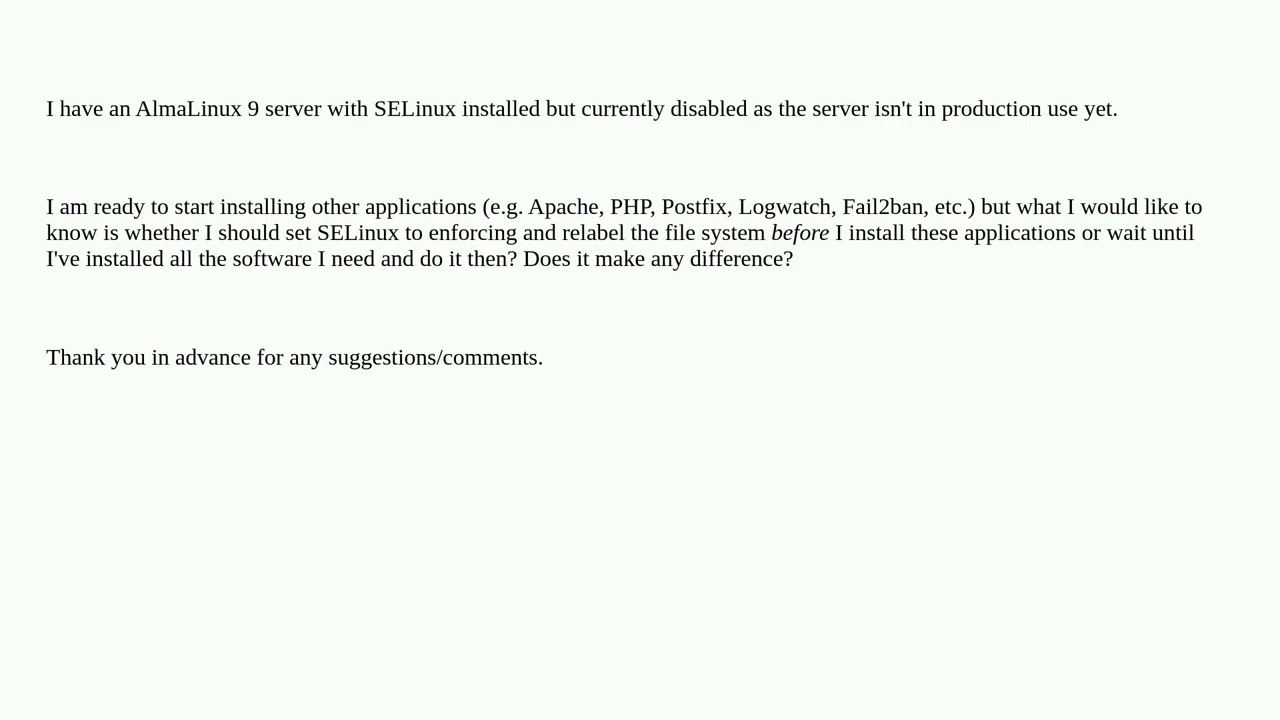 I have an AlmaLinux 9 server with SELinux installed but currently disabled as the server isn't in production use yet.
I am ready to start installing other applications (e.g. Apache, PHP, Postfix, Logwatch, Fail2ban, etc.) but what I would like to
know is whether I should set SELinux to enforcing and relabel the file system before I install these applications or wait until
I've installed all the software I need and do it then? Does it make any difference?
Thank you in advance for any suggestions/comments.